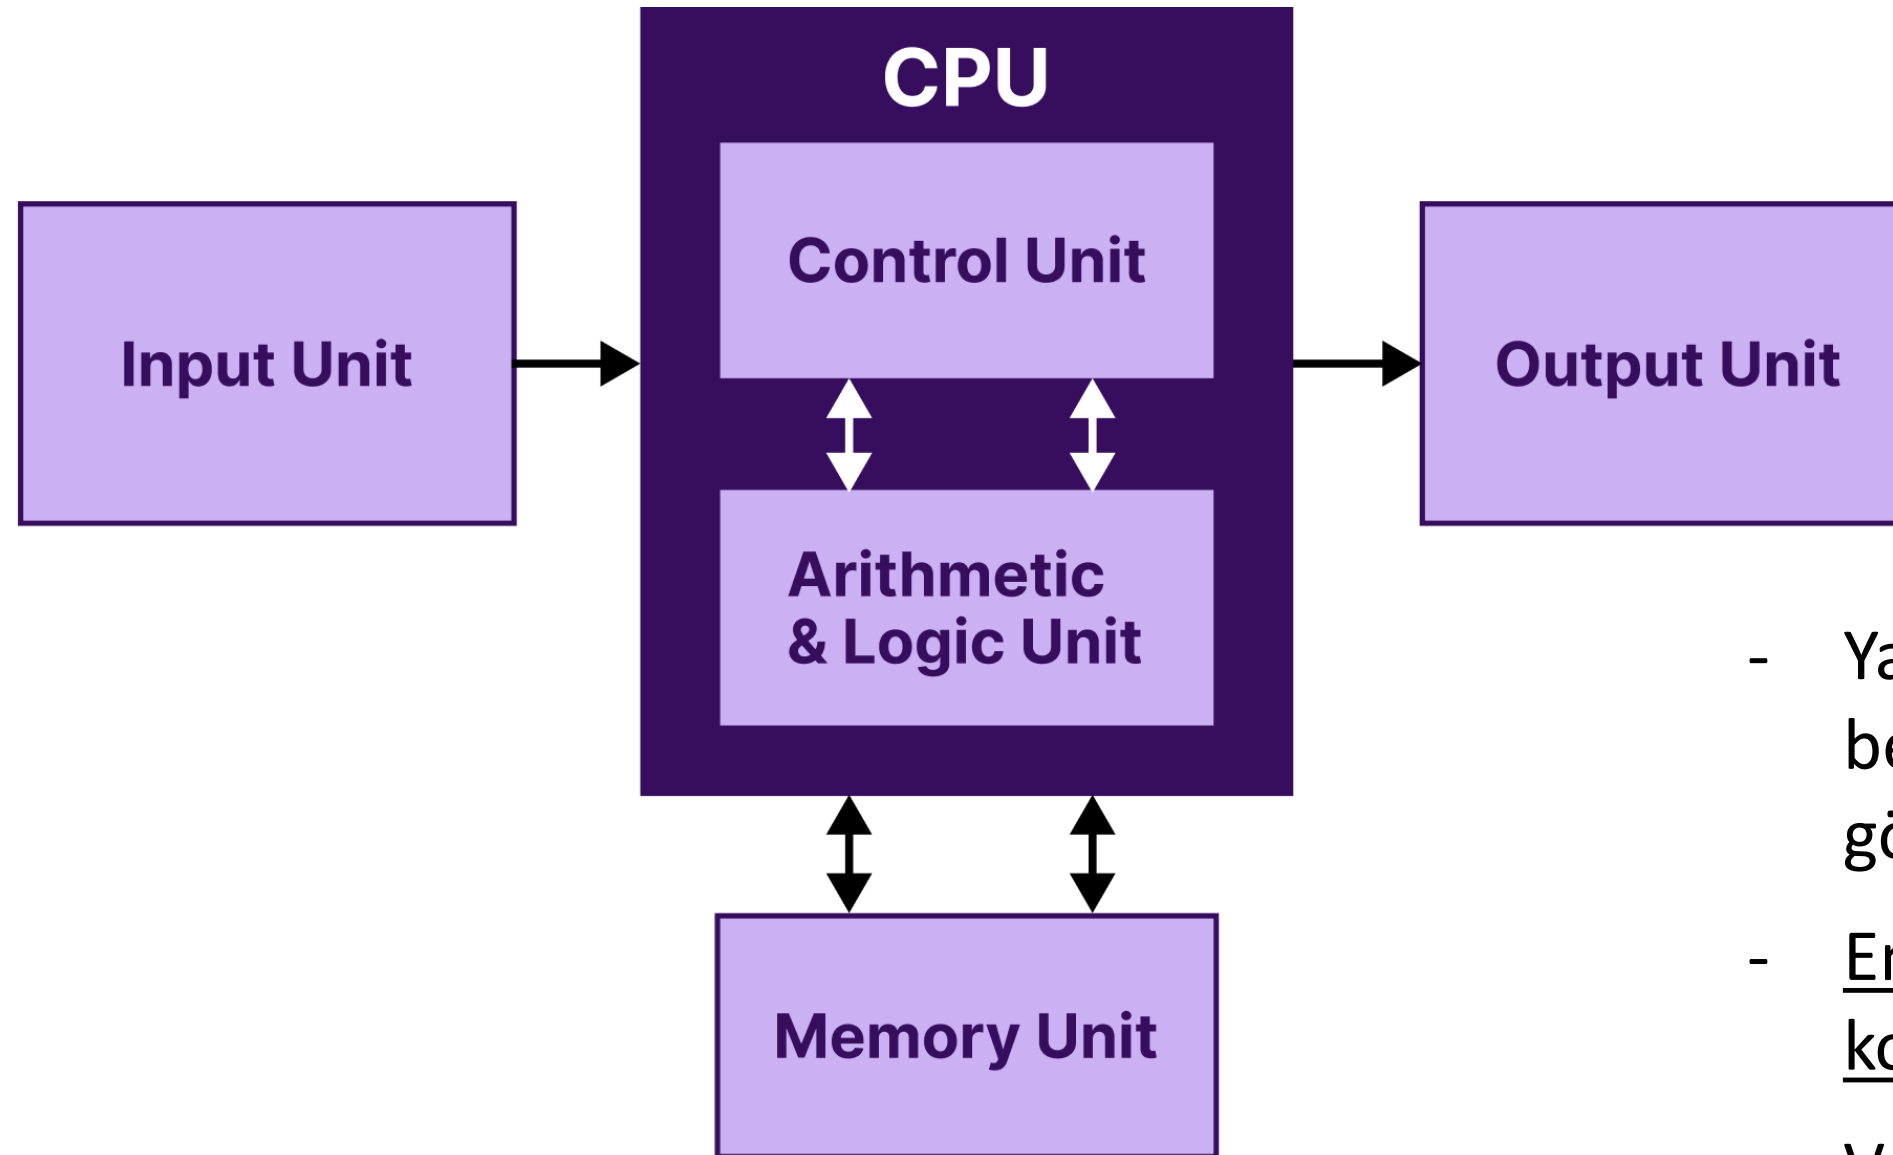 CPU
Control Unit
Input Unit
Output Unit
Arithmetic
& Logic Unit
Memory Unit
-
-